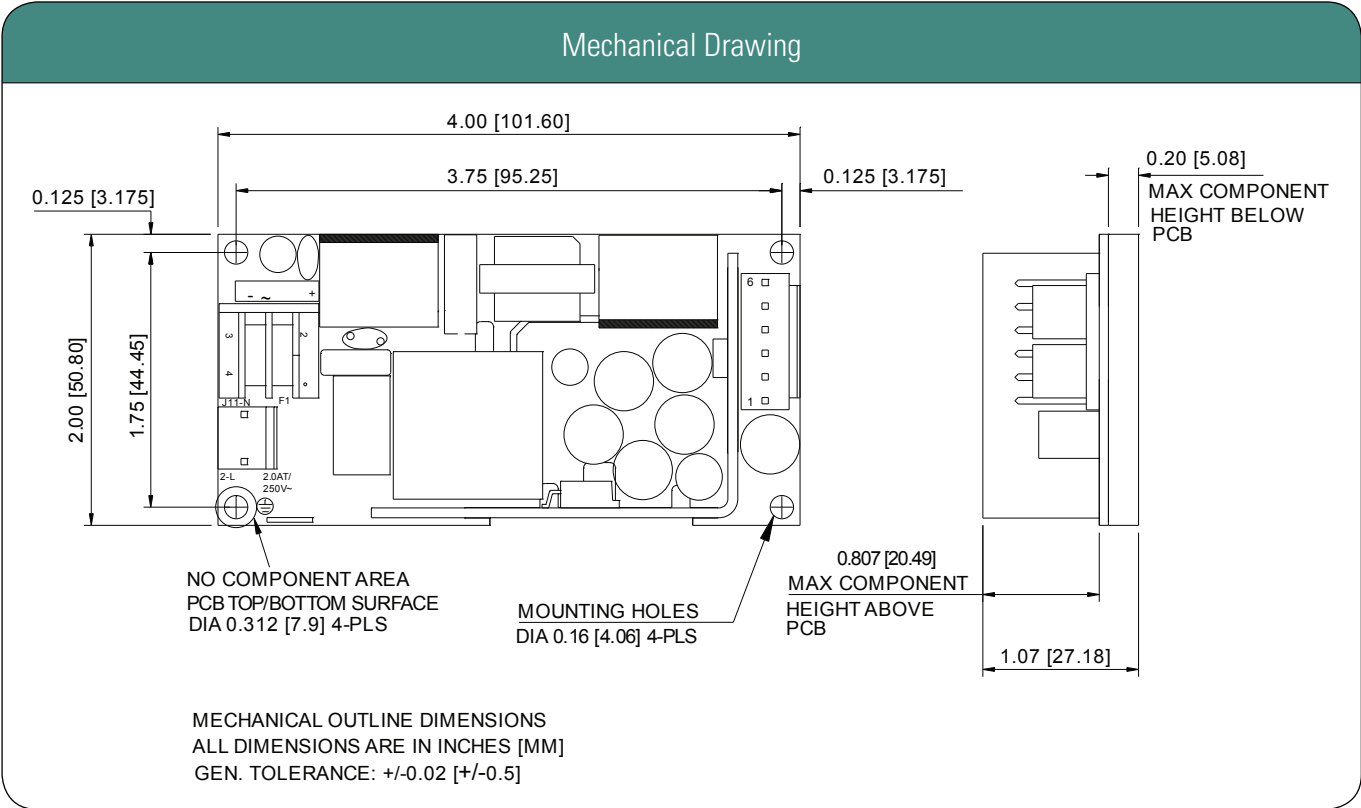 Mechanical Drawing
4.00 [101.60]
3.75 [95.25]
0.125 [3.175]
0.125 [3.175]
0.20 [5.08]
MAX COMPONENT
HEIGHT BELOW
PCB
2.00 [50.80]
1.75 [44.45]
- ~ +
3
2
4
6
1
J11-N
F1
2-L
2.0AT/
250V~
NO COMPONENT AREA
PCB TOP/BOTTOM SURFACE
DIA 0.312 [7.9] 4-PLS
MOUNTING HOLES
DIA 0.16 [4.06] 4-PLS
0.807 [20.49]
MAX COMPONENT
HEIGHT ABOVE
PCB
1.07 [27.18]
MECHANICAL OUTLINE DIMENSIONS
ALL DIMENSIONS ARE IN INCHES [MM]
GEN. TOLERANCE: +/-0.02 [+/-0.5]